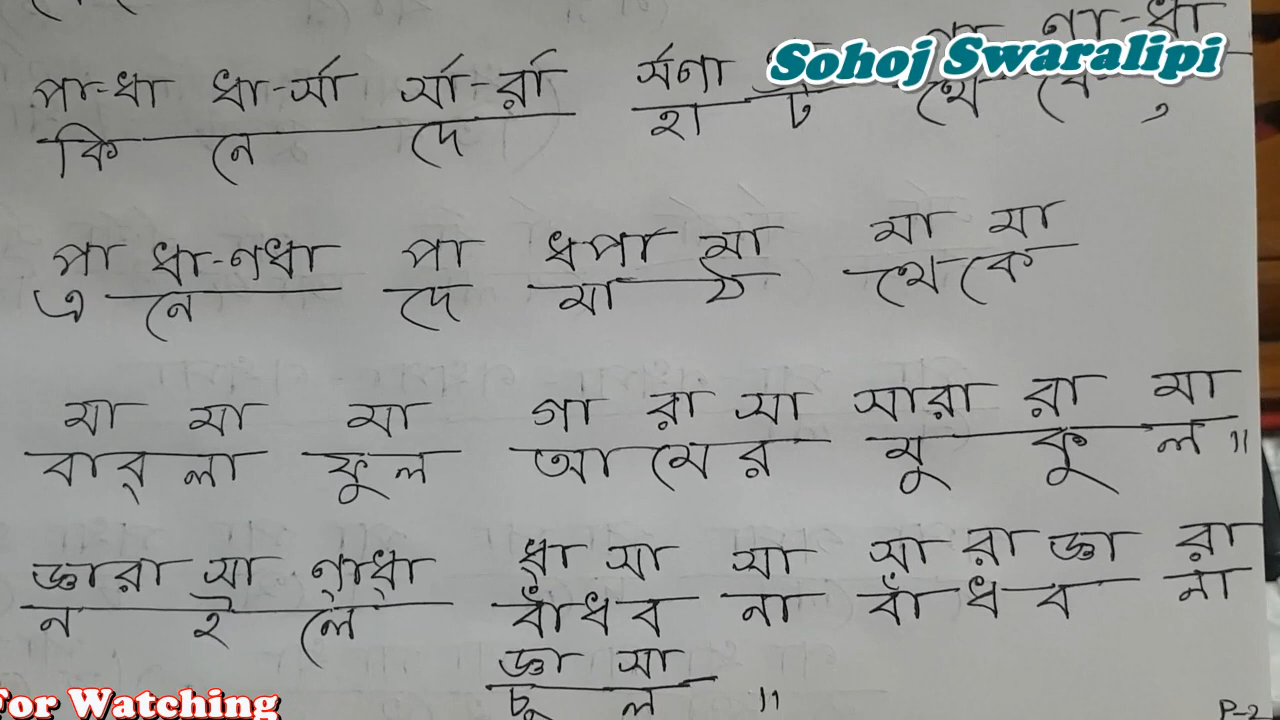 ণা-ধা
পা-ধা ধা-র্সা র্সা-র্রা র্সণা Sohoj Swaralipi
কি নে দে হা ট থে কে,
পা ধা-ণধা পা ধপা মা মা মা
এ নে দে মা ঠ থেকে
মা মা মা গা রা সা সারা রা মা
বাব্ লা ফুল আমের মু কু ল ॥
জ্ঞারা সা ণ্ধা ধ্া সা সা সা রা জ্ঞা রা
ন ই লে বাঁধব না বাঁধব না
জ্ঞা সা
চু ল ॥
For Watching
P-2